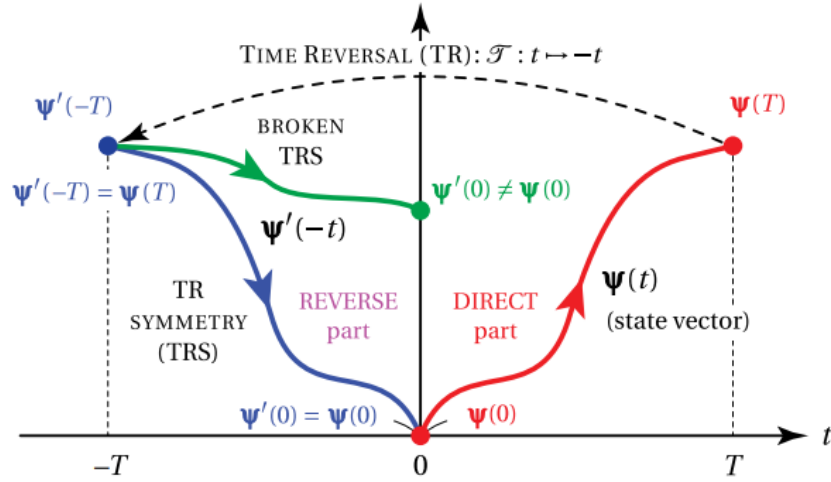 TIME REVERSAL (TR): 𝒯 : t ↦ −t
ψ′(−T)
ψ(T)
BROKEN
TRS
ψ′(−T) = ψ(T)
ψ′(0) ≠ ψ(0)
ψ′(−t)
ψ(t)
(state vector)
TR
SYMMETRY
(TRS)
REVERSE
part
DIRECT
part
ψ′(0) = ψ(0)
ψ(0)
−T
0
T
t